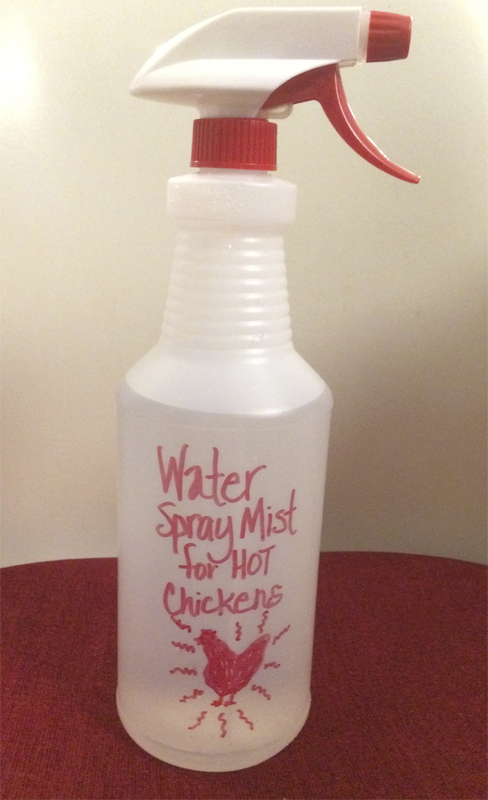 Water
Spray Mist
for HOT
Chickens